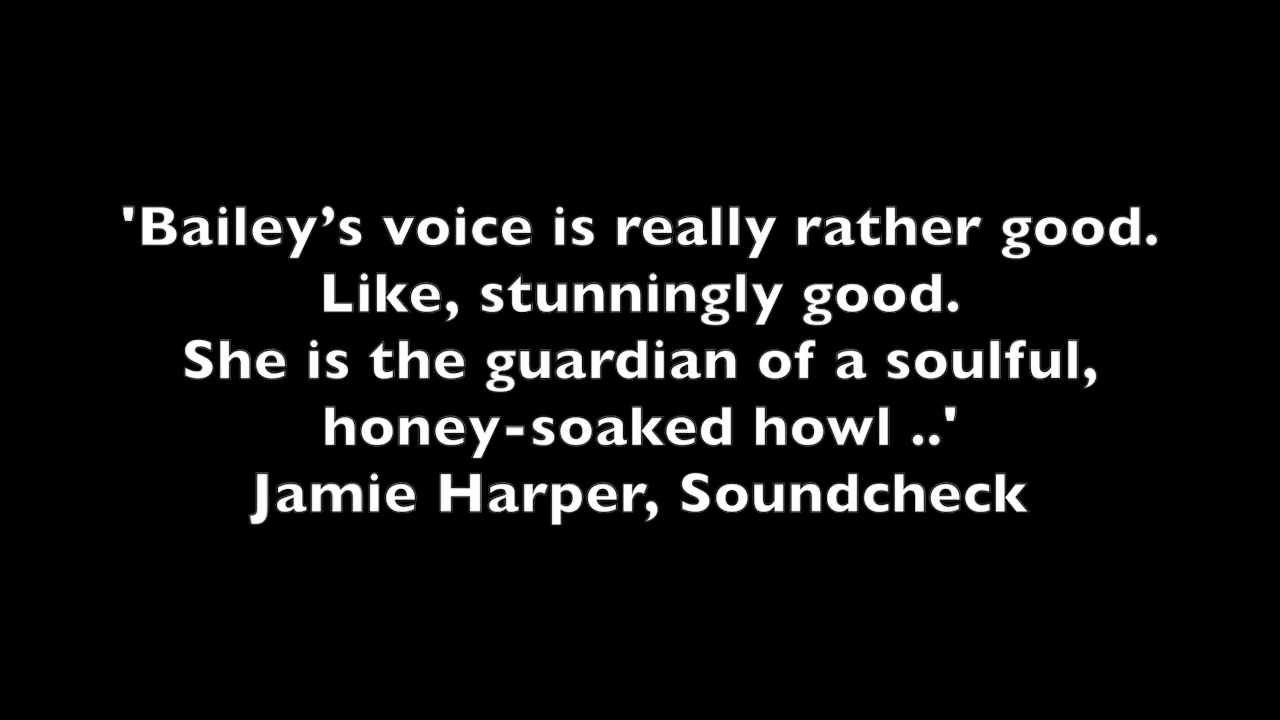 'Bailey’s voice is really rather good.
Like, stunningly good.
She is the guardian of a soulful,
honey-soaked howl ..'
Jamie Harper, Soundcheck